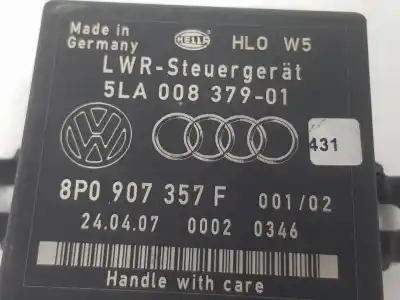 Made in
Germany
HELLA
HLO W5
LWR-Steuergerät
5LA 008 379-01
431
8P0 907 357 F 001/02
24.04.07 0002 0346
Handle with care